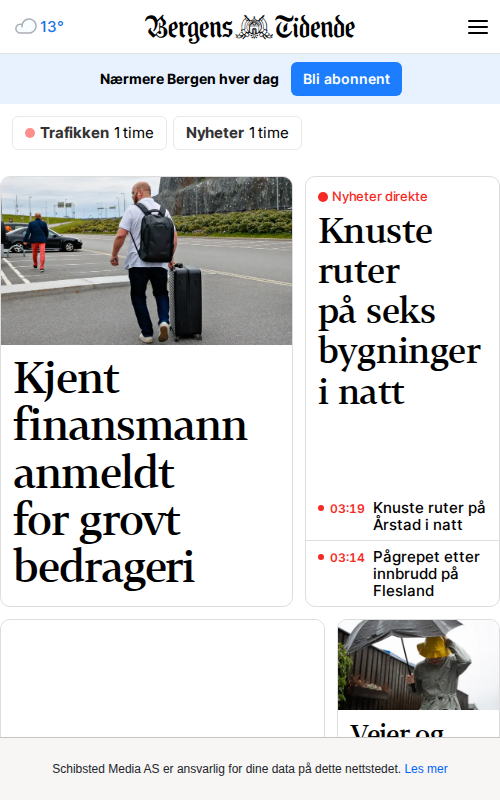 13°
Bergens Tidende
Nærmere Bergen hver dag
Bli abonnent
Trafikken 1 time
Nyheter 1 time
Kjent
finansmann
anmeldt
for grovt
bedrageri
Nyheter direkte
Knuste
ruter
på seks
bygninger
i natt
03:19 Knuste ruter på
Årstad i natt
03:14 Pågrepet etter
innbrudd på
Flesland
Veier og
Schibsted Media AS er ansvarlig for dine data på dette nettstedet. Les mer